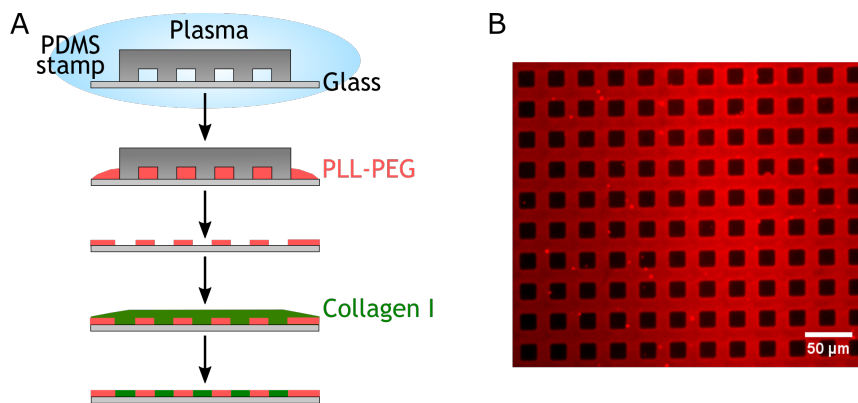 A
Plasma
PDMS
stamp
Glass
PLL-PEG
Collagen I
B
50 µm